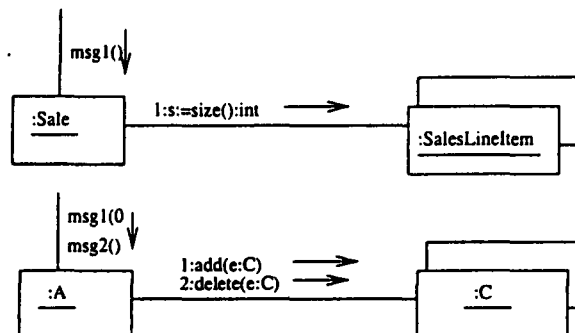 msg1()
:Sale
1:s:=size():int
:SalesLineItem
msg1(0
msg2()
1:add(e:C)
2:delete(e:C)
:A
:C